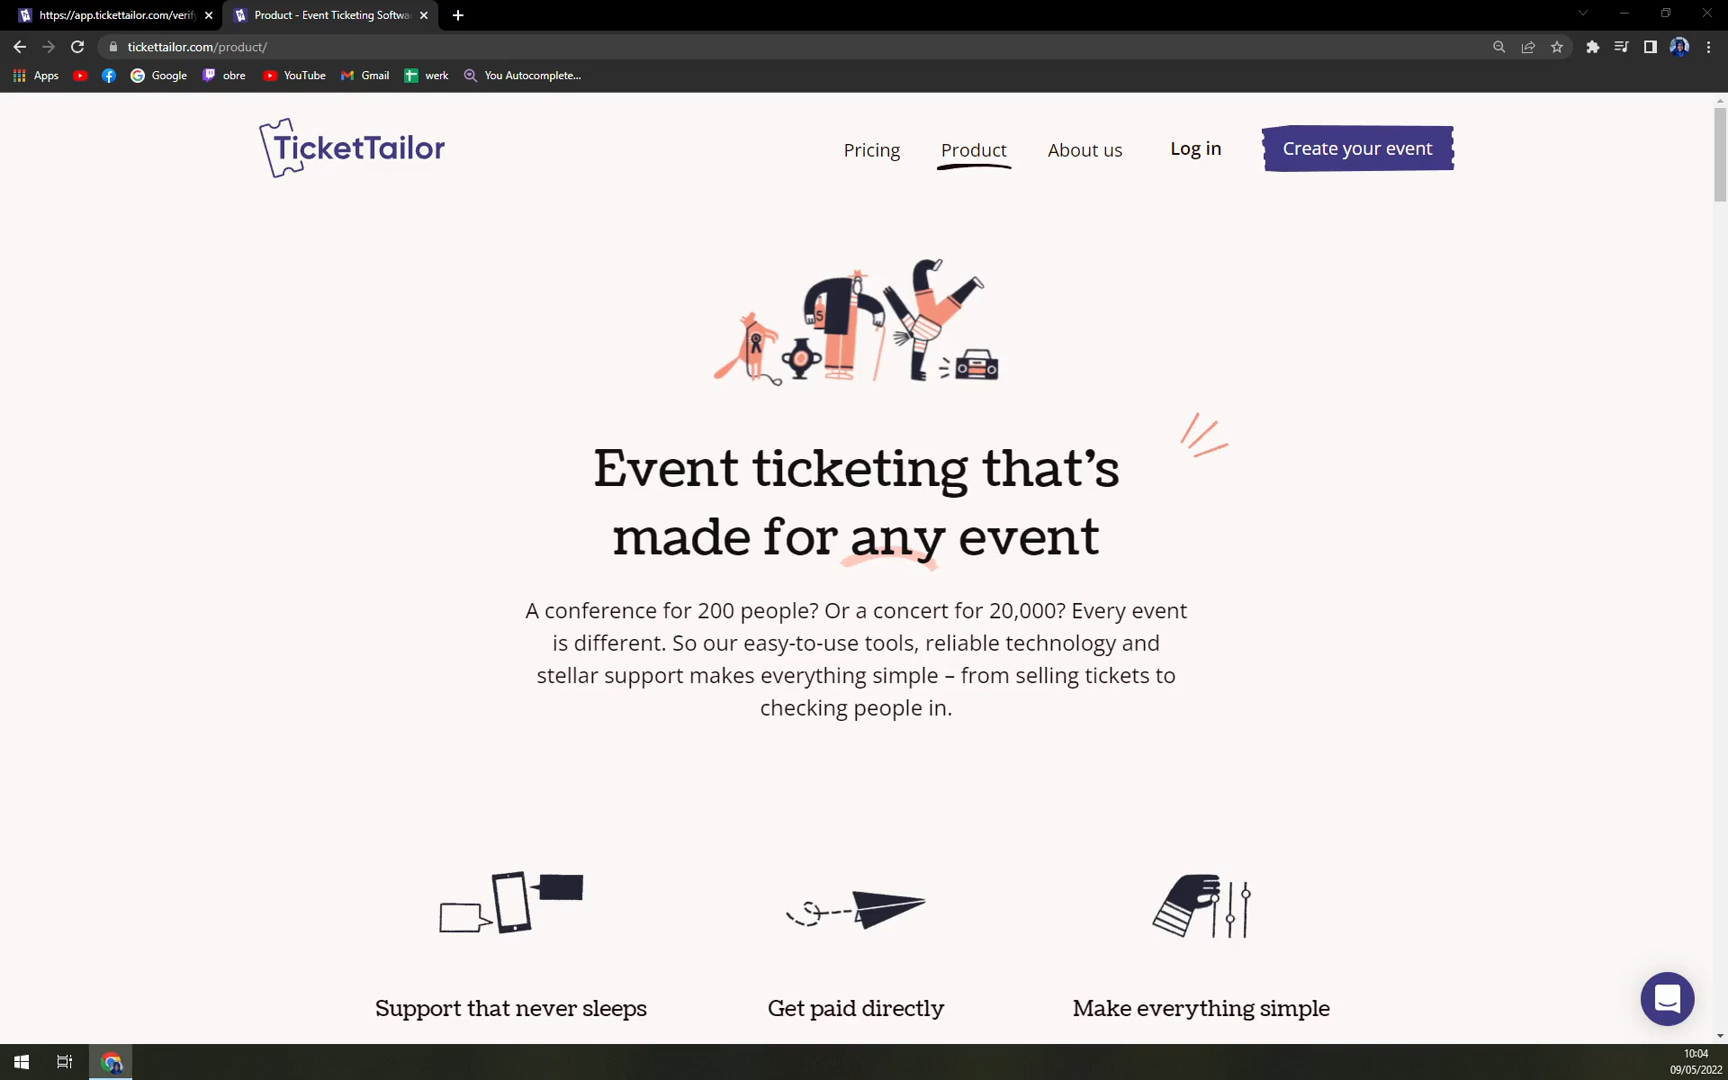 https://app.tickettailor.com/verif
Product - Event Ticketing Softwa
tickettailor.com/product/
Apps
Google
obre
YouTube
Gmail
werk
You Autocomplete...
TicketTailor
Pricing
Product
About us
Log in
Create your event
5
Event ticketing that's
made for any event
A conference for 200 people? Or a concert for 20,000? Every event
is different. So our easy-to-use tools, reliable technology and
stellar support makes everything simple – from selling tickets to
checking people in.
Support that never sleeps
Get paid directly
Make everything simple
10:04
09/05/2022